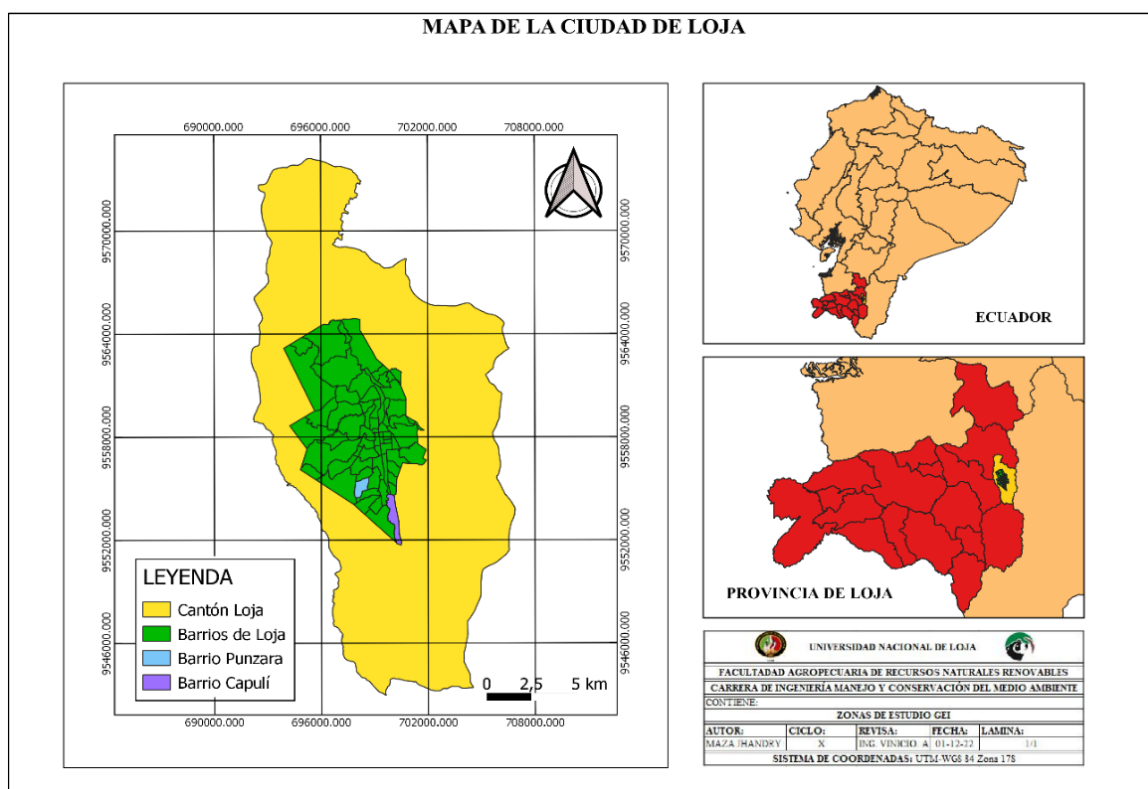 MAPA DE LA CIUDAD DE LOJA
690000.000 696000.000 702000.000 708000.000
9570000.000 9570000.000
9564000.000 9564000.000
9558000.000 9558000.000
9552000.000 9552000.000
9546000.000 9546000.000
690000.000 696000.000 702000.000 708000.000
LEYENDA
Cantón Loja
Barrios de Loja
Barrio Punzara
Barrio Capulí
0 2,5 5 km
ECUADOR
PROVINCIA DE LOJA
UNIVERSIDAD NACIONAL DE LOJA
FACULTADAD AGROPECUARIA DE RECURSOS NATURALES RENOVABLES
CARRERA DE INGENIERÍA MANEJO Y CONSERVACIÓN DEL MEDIO AMBIENTE
CONTIENE:
ZONAS DE ESTUDIO GEI
AUTOR: CICLO: REVISA: FECHA: LAMINA:
MAZA JHANDRY X ING. VINICIO. A 01-12-22 1/1
SISTEMA DE COORDENADAS: UTM-WGS 84 Zona 17S